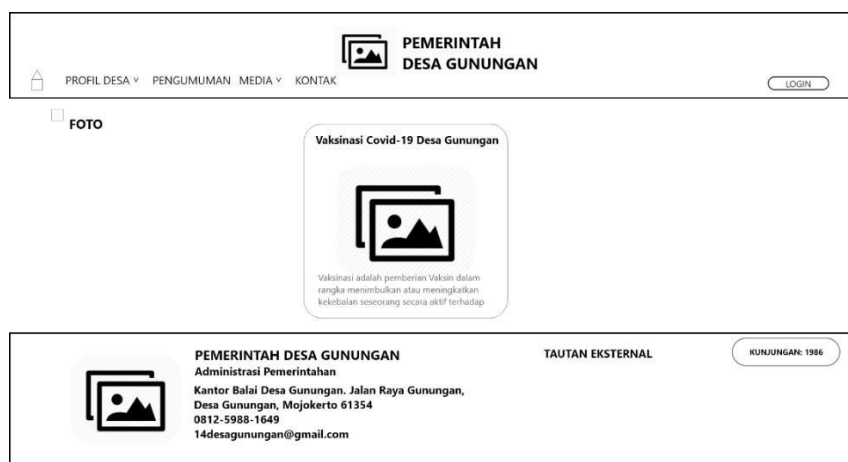 PEMERINTAH
DESA GUNUNGAN
PROFIL DESA ˅ PENGUMUMAN MEDIA ˅ KONTAK
LOGIN
FOTO
Vaksinasi Covid-19 Desa Gunungan
Vaksinasi adalah pemberian Vaksin dalam
rangka menimbulkan atau meningkatkan
kekebalan seseorang secara aktif terhadap
PEMERINTAH DESA GUNUNGAN
Administrasi Pemerintahan
Kantor Balai Desa Gunungan. Jalan Raya Gunungan,
Desa Gunungan, Mojokerto 61354
0812-5988-1649
14desagunungan@gmail.com
TAUTAN EKSTERNAL
KUNJUNGAN: 1986